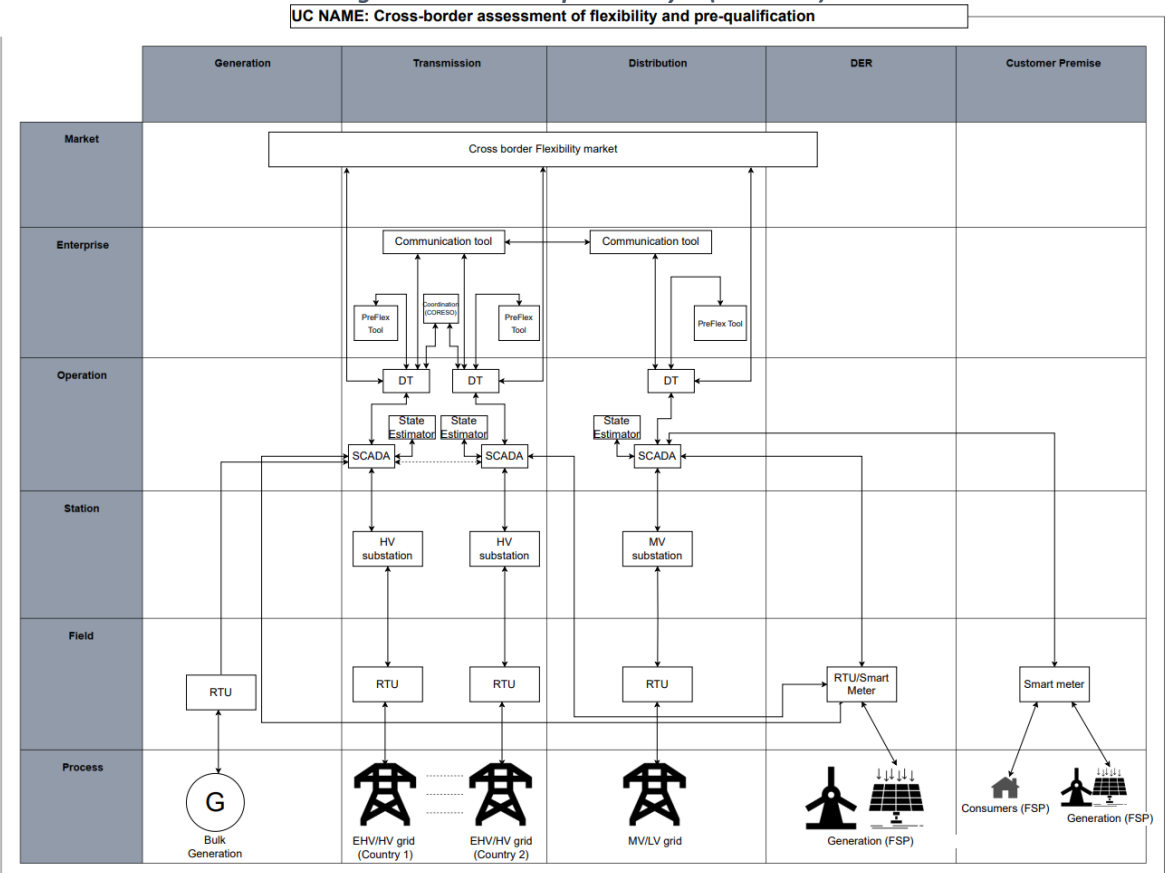 UC NAME: Cross-border assessment of flexibility and pre-qualification
Generation
Transmission
Distribution
DER
Customer Premise
Market
Cross border Flexibility market
Enterprise
Communication tool
Communication tool
PreFlex
Tool
Coordination
(CORESO)
PreFlex
Tool
PreFlex Tool
Operation
DT
DT
DT
State
Estimator
State
Estimator
State
Estimator
SCADA
SCADA
SCADA
Station
HV
substation
HV
substation
MV
substation
Field
RTU
RTU
RTU
RTU
RTU/Smart
Meter
Smart meter
Process
G
Bulk
Generation
EHV/HV grid
(Country 1)
EHV/HV grid
(Country 2)
MV/LV grid
Generation (FSP)
Consumers (FSP)
Generation (FSP)